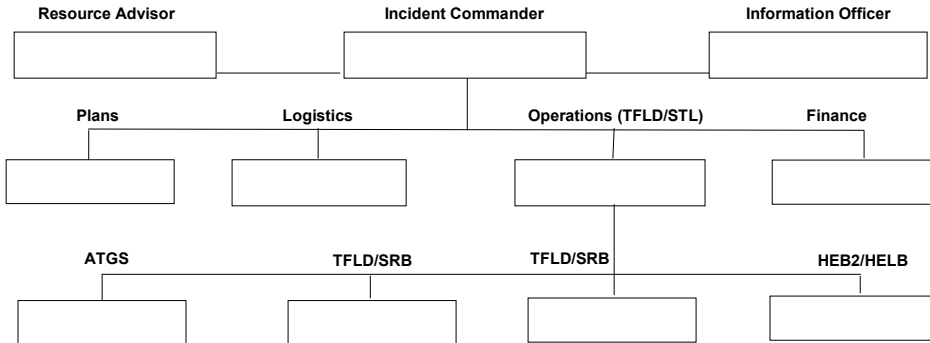 Resource Advisor
Incident Commander
Information Officer
Plans
Logistics
Operations (TFLD/STL)
Finance
ATGS
TFLD/SRB
TFLD/SRB
HEB2/HELB